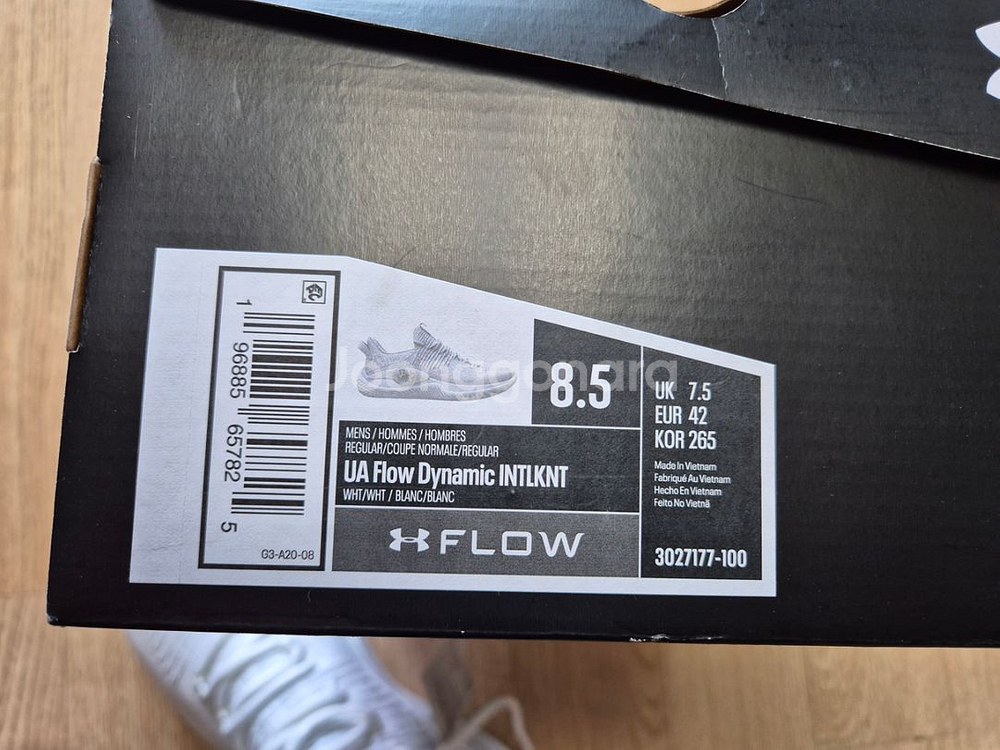 1 96885 65782 5
G3-A20-08
Joonggonara
8.5
UK 7.5
EUR 42
KOR 265
MENS / HOMMES / HOMBRES
REGULAR/COUPE NORMALE/REGULAR
UA Flow Dynamic INTLKNT
WHT/WHT / BLANC/BLANC
FLOW
Made In Vietnam
Fabriqué Au Vietnam
Hecho En Vietnam
Feito No Vietnã
3027177-100